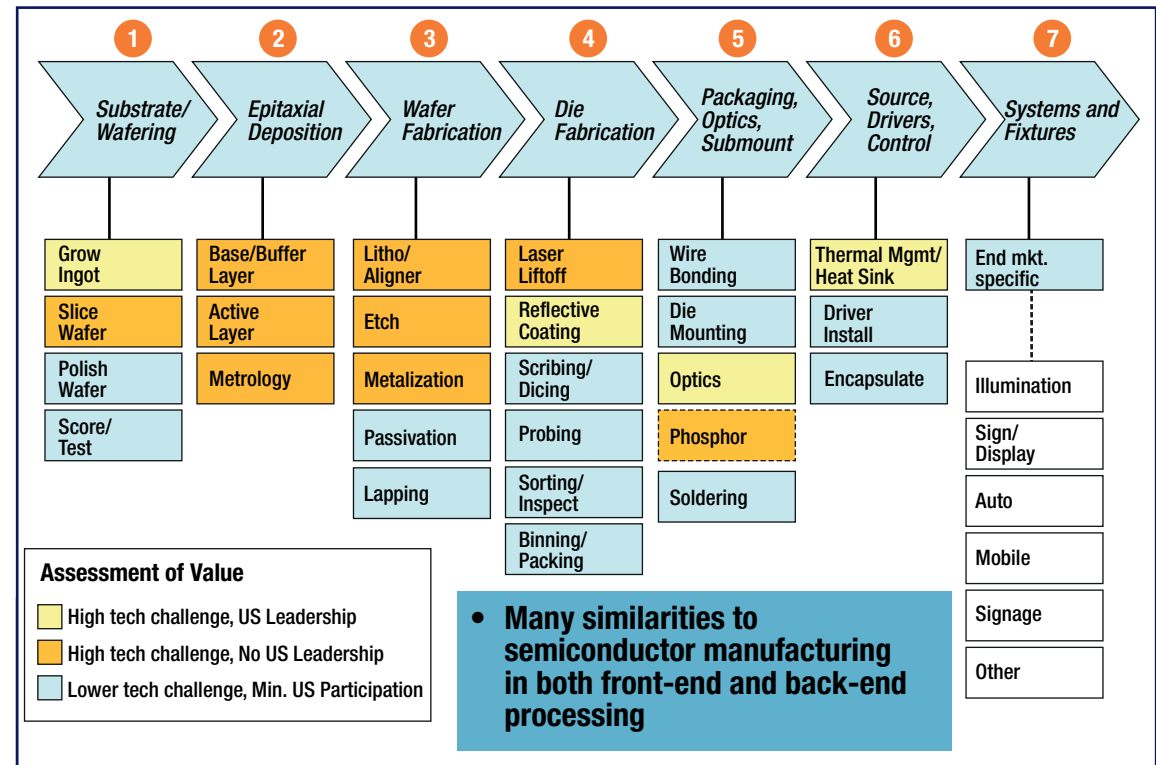 1
2
3
4
5
6
7
Substrate/
Wafering
Epitaxial
Deposition
Wafer
Fabrication
Die
Fabrication
Packaging,
Optics,
Submount
Source,
Drivers,
Control
Systems and
Fixtures
Grow
Ingot
Slice
Wafer
Polish
Wafer
Score/
Test
Base/Buffer
Layer
Active
Layer
Metrology
Litho/
Aligner
Etch
Metalization
Passivation
Lapping
Laser
Liftoff
Reflective
Coating
Scribing/
Dicing
Probing
Sorting/
Inspect
Binning/
Packing
Wire
Bonding
Die
Mounting
Optics
Phosphor
Soldering
Thermal Mgmt/
Heat Sink
Driver
Install
Encapsulate
End mkt.
specific
Illumination
Sign/
Display
Auto
Mobile
Signage
Other
Assessment of Value
High tech challenge, US Leadership
High tech challenge, No US Leadership
Lower tech challenge, Min. US Participation
• Many similarities to
semiconductor manufacturing
in both front-end and back-end
processing